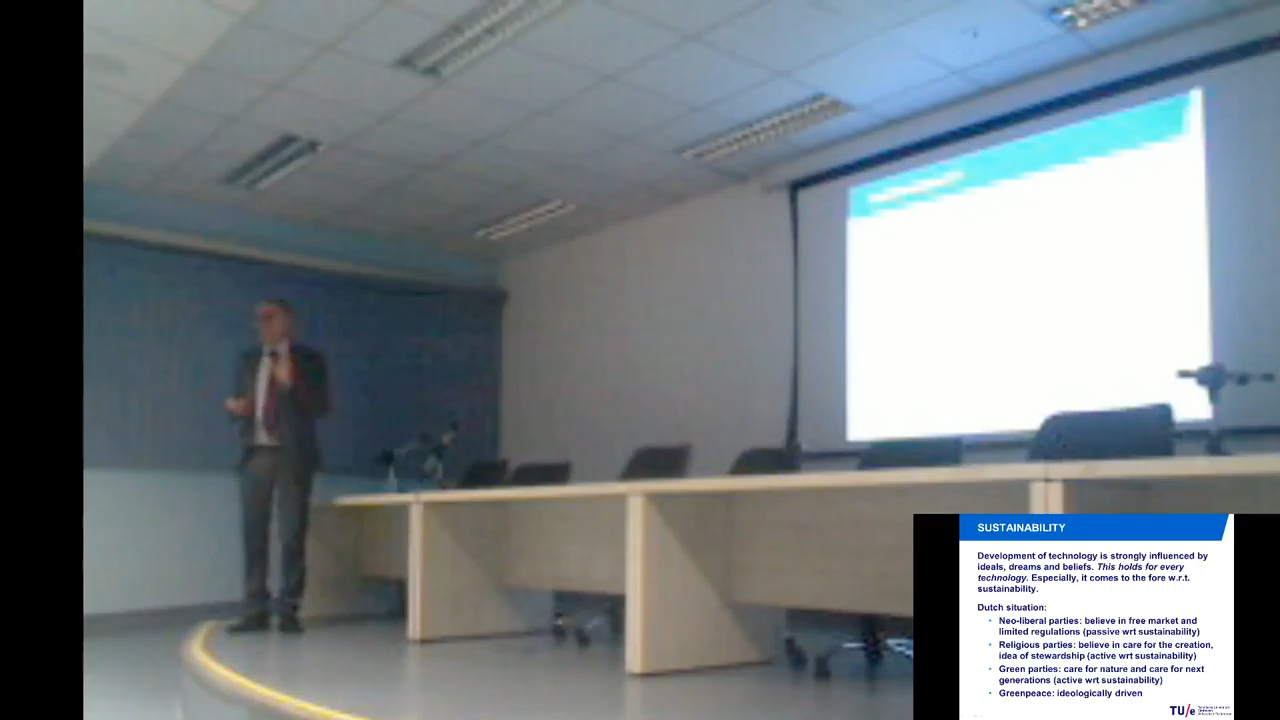 SUSTAINABILITY
Development of technology is strongly influenced by
ideals, dreams and beliefs. This holds for every
technology. Especially, it comes to the fore w.r.t.
sustainability.
Dutch situation:
• Neo-liberal parties: believe in free market and
limited regulations (passive wrt sustainability)
• Religious parties: believe in care for the creation,
idea of stewardship (active wrt sustainability)
• Green parties: care for nature and care for next
generations (active wrt sustainability)
• Greenpeace: ideologically driven
TU/e